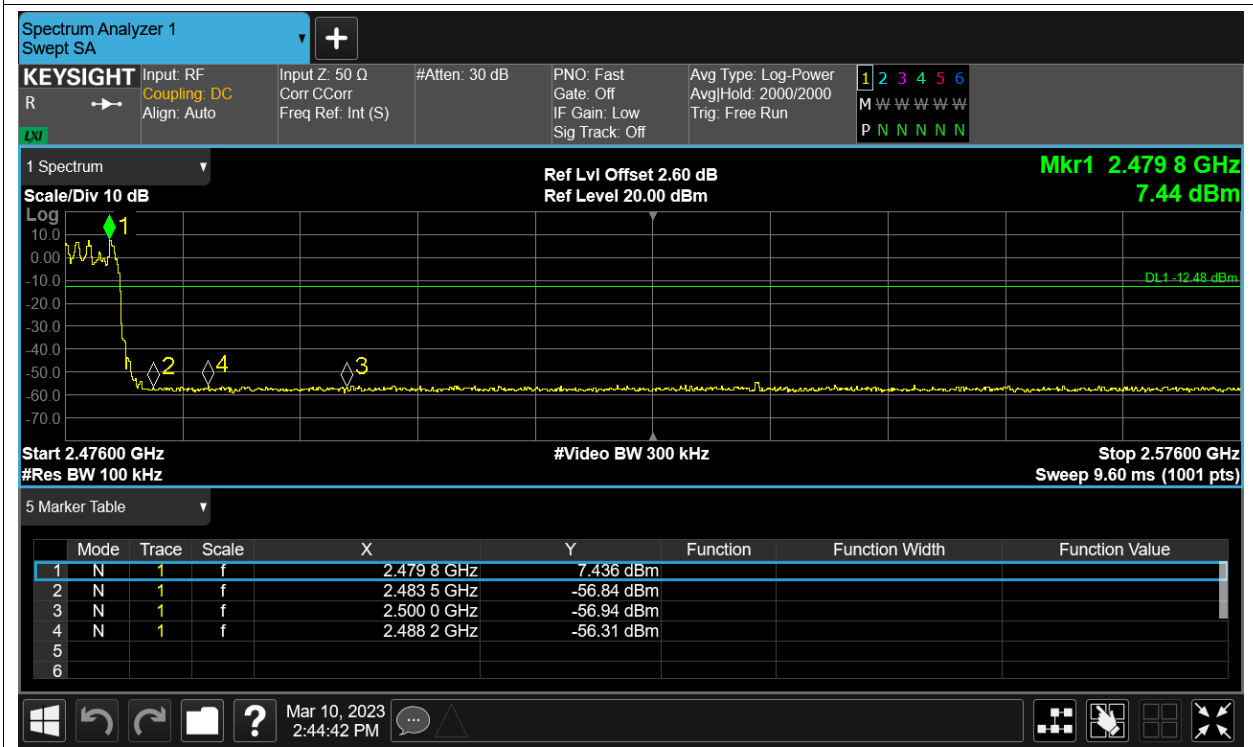 Spectrum Analyzer 1
Swept SA
KEYSIGHT Input: RF Input Z: 50 Ω #Atten: 30 dB PNO: Fast Avg Type: Log-Power 1 2 3 4 5 6
R Coupling: DC Corr CCorr Gate: Off Avg|Hold: 2000/2000 M W W W W W W
Align: Auto Freq Ref: Int (S) IF Gain: Low Trig: Free Run
LXI Sig Track: Off P N N N N N N
1 Spectrum Ref Lvl Offset 2.60 dB Mkr1 2.479 8 GHz
Scale/Div 10 dB Ref Level 20.00 dBm 7.44 dBm
Log
1
10.0
0.00
-10.0 DL1 -12.48 dBm
-20.0
-30.0
-40.0
2 4 3
-50.0
-60.0
-70.0
Start 2.47600 GHz #Video BW 300 kHz Stop 2.57600 GHz
#Res BW 100 kHz Sweep 9.60 ms (1001 pts)
5 Marker Table
Mode Trace Scale X Y Function Function Width Function Value
1 N 1 f 2.479 8 GHz 7.436 dBm
2 N 1 f 2.483 5 GHz -56.84 dBm
3 N 1 f 2.500 0 GHz -56.94 dBm
4 N 1 f 2.488 2 GHz -56.31 dBm
5
6
? Mar 10, 2023
2:44:42 PM